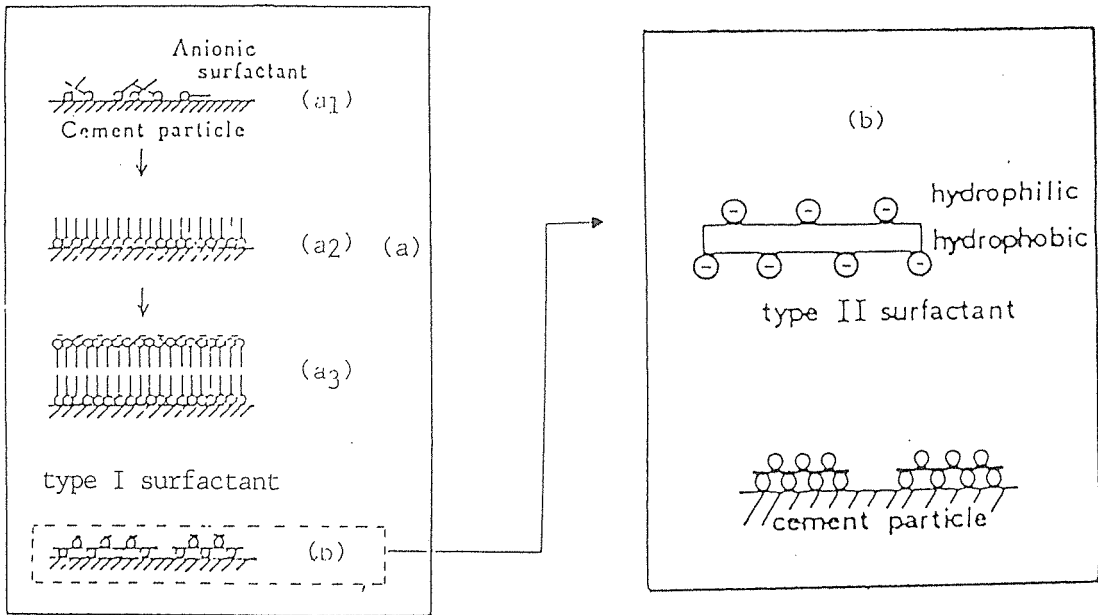 Anionic
surfactant
(a1)
Cement particle
(a2) (a)
(a3)
type I surfactant
(b)
(b)
hydrophilic
hydrophobic
type II surfactant
cement particle